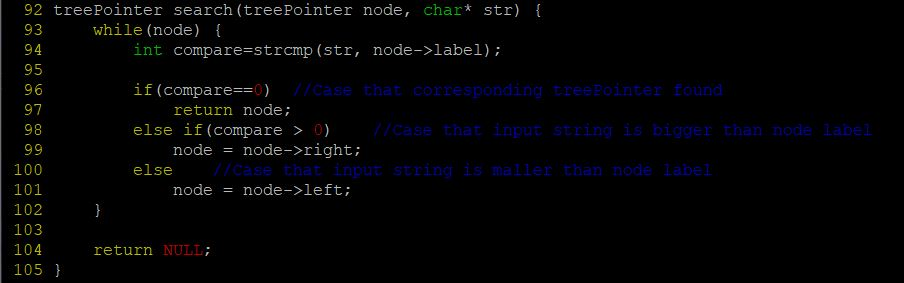 92 treePointer search(treePointer node, char* str) {
93     while(node) {
94         int compare=strcmp(str, node->label);
95
96         if(compare==0)  //Case that corresponding treePointer found
97             return node;
98         else if(compare > 0)    //Case that input string is bigger than node label
99             node = node->right;
100         else    //Case that input string is maller than node label
101             node = node->left;
102     }
103
104     return NULL;
105 }